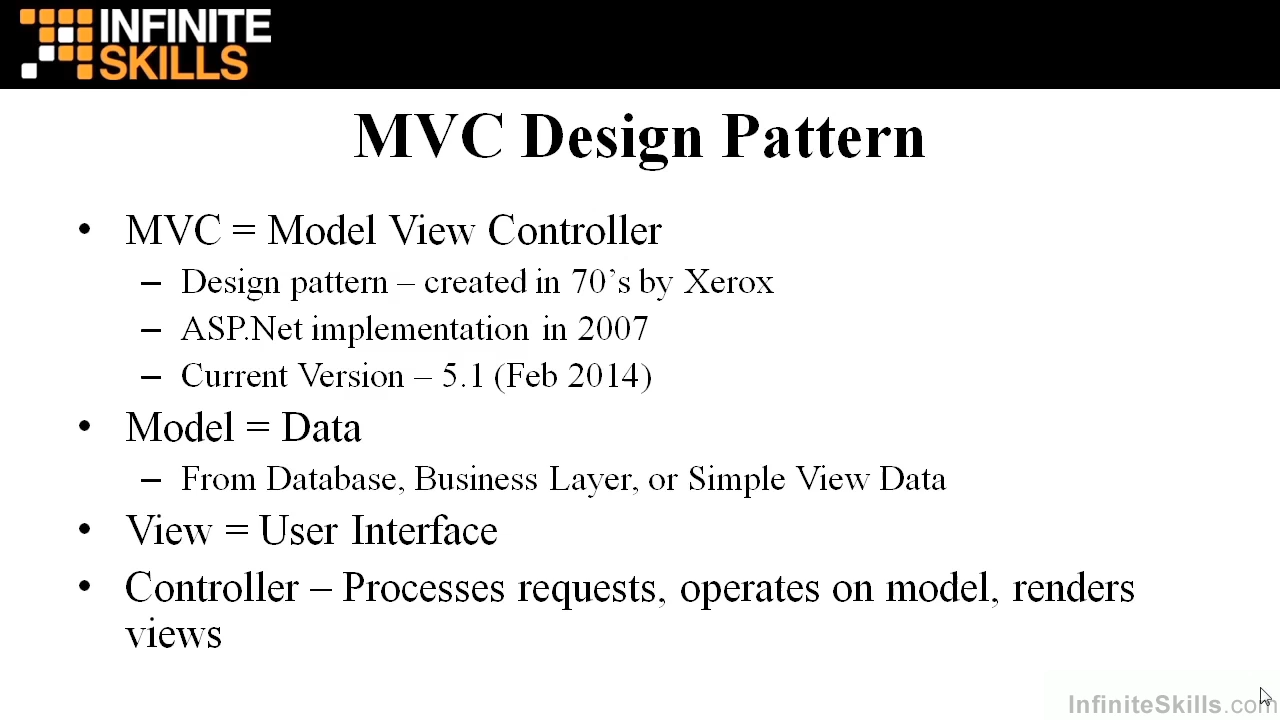 INFINITE
SKILLS
MVC Design Pattern
• MVC = Model View Controller
– Design pattern – created in 70’s by Xerox
– ASP.Net implementation in 2007
– Current Version – 5.1 (Feb 2014)
• Model = Data
– From Database, Business Layer, or Simple View Data
• View = User Interface
• Controller – Processes requests, operates on model, renders
views
InfiniteSkills.com